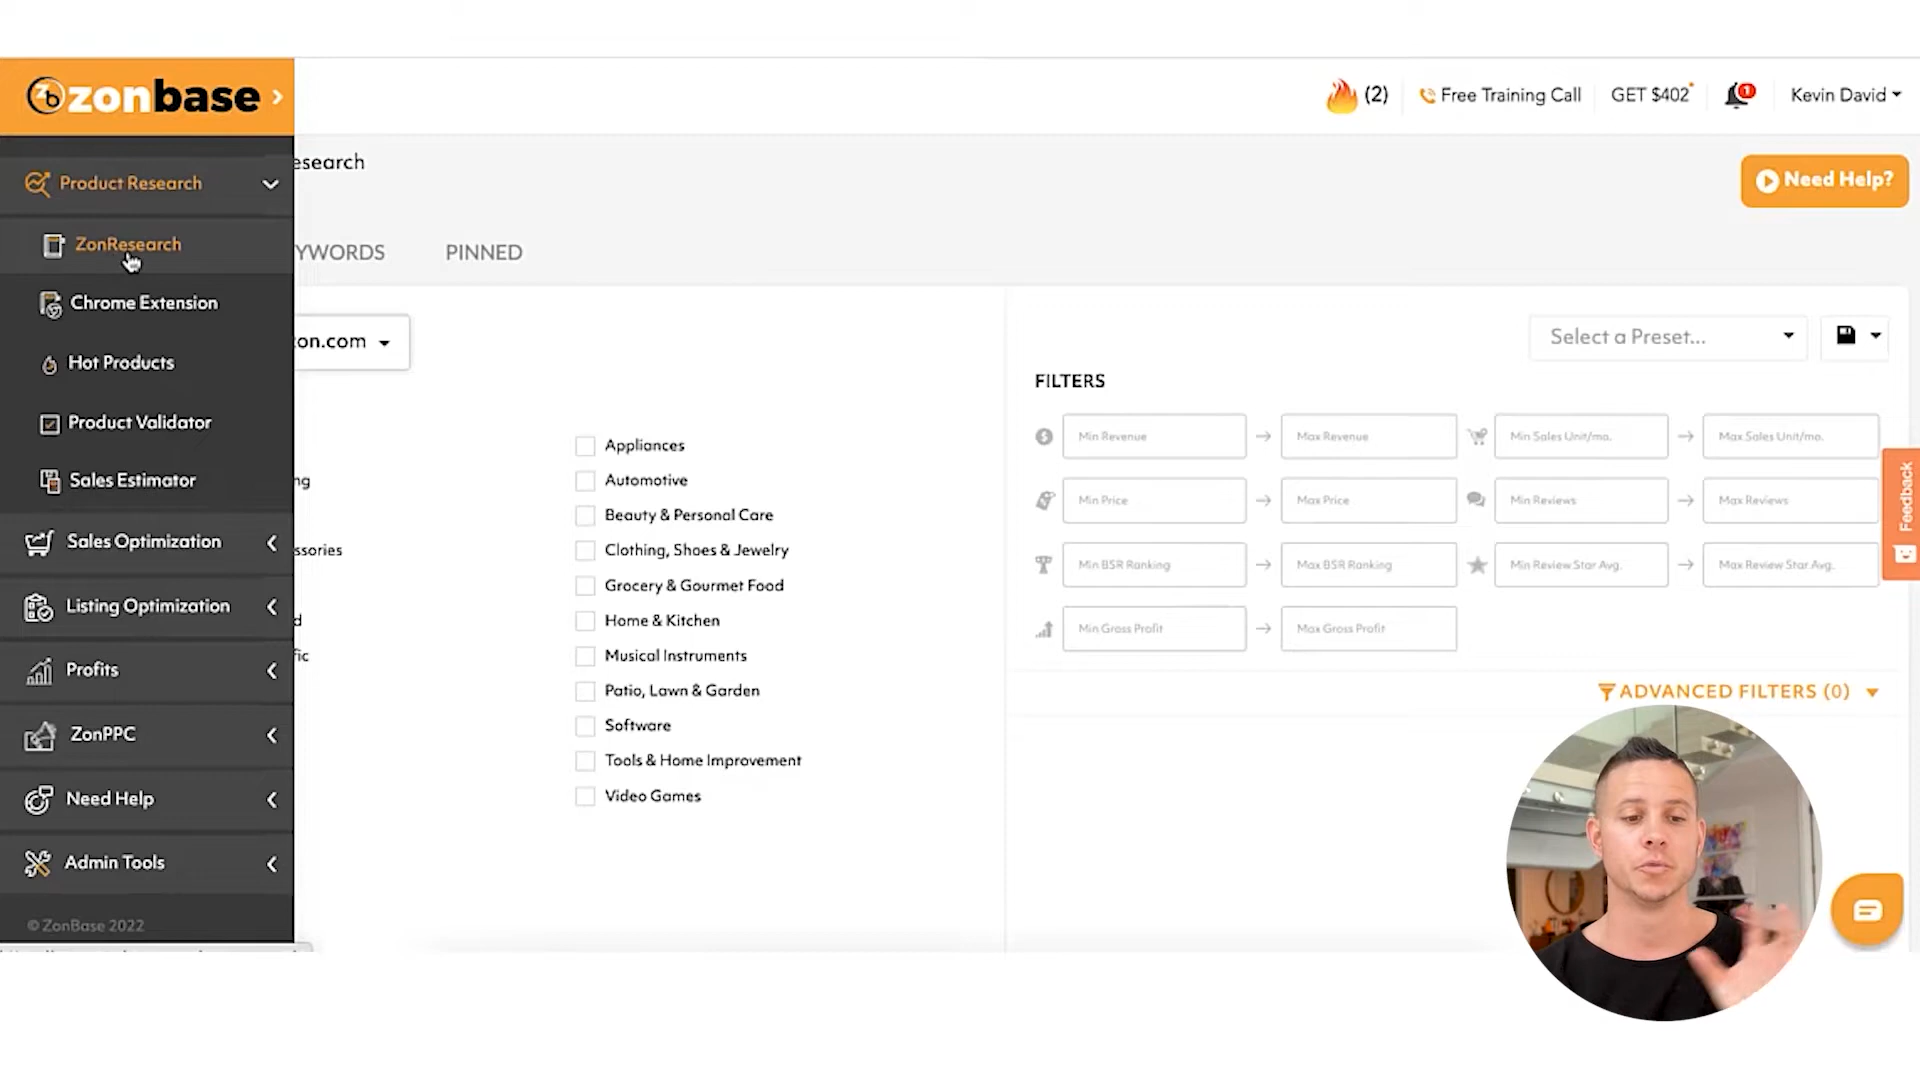 zonbase
(2)
Free Training Call
GET $402
1
Kevin David
Product Research
esearch
Need Help?
ZonResearch
YWORDS
PINNED
Chrome Extension
Hot Products
Product Validator
Sales Estimator
Sales Optimization
Listing Optimization
Profits
ZonPPC
Need Help
Admin Tools
© ZonBase 2022
zon.com
ng
ssories
d
fic
Appliances
Automotive
Beauty & Personal Care
Clothing, Shoes & Jewelry
Grocery & Gourmet Food
Home & Kitchen
Musical Instruments
Patio, Lawn & Garden
Software
Tools & Home Improvement
Video Games
Select a Preset...
FILTERS
Min Revenue
Max Revenue
Min Sales Unit/mo.
Max Sales Unit/mo.
Min Price
Max Price
Min Reviews
Max Reviews
Min BSR Ranking
Max BSR Ranking
Min Review Star Avg.
Max Review Star Avg.
Min Gross Profit
Max Gross Profit
ADVANCED FILTERS (0)
Feedback